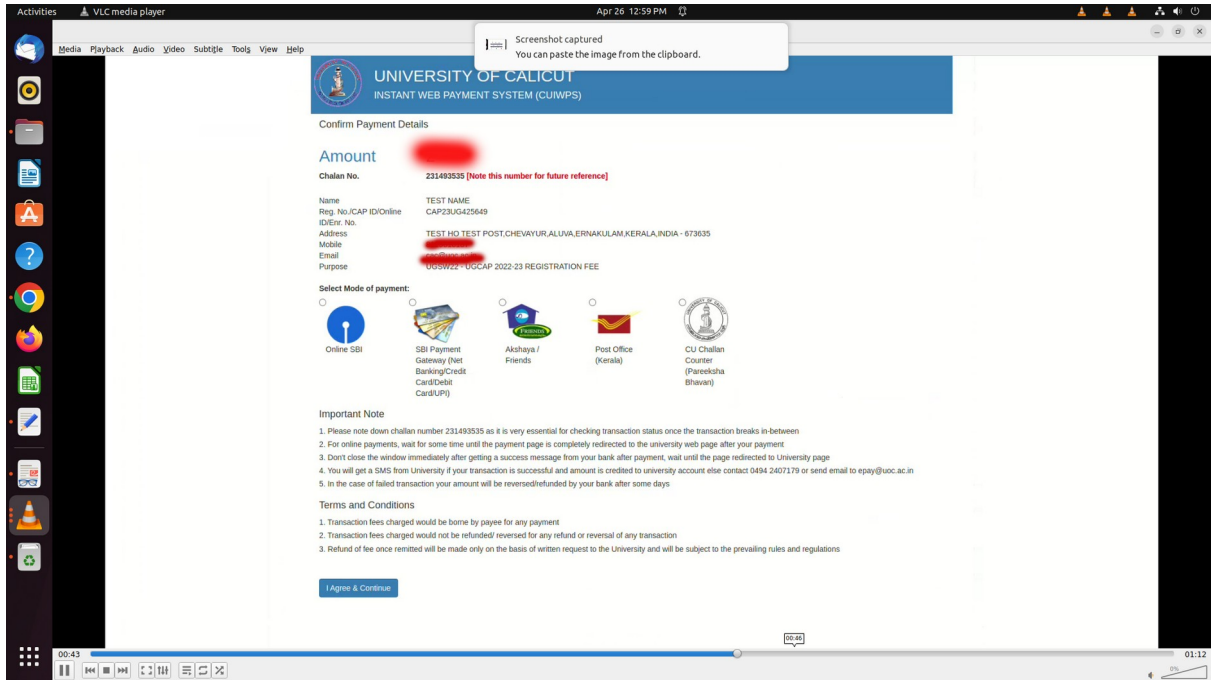 Activities VLC media player Apr 26 12:59 PM
Screenshot captured
You can paste the image from the clipboard.
Media Playback Audio Video Subtitle Tools View Help
UNIVERSITY OF CALICUT
INSTANT WEB PAYMENT SYSTEM (CUIWPS)
Confirm Payment Details
Amount
Chalan No. 231493535 [Note this number for future reference]
Name TEST NAME
Reg. No./CAP ID/Online ID/Enr. No. CAP23UG425649
Address TEST HO TEST POST,CHEVAYUR,ALUVA,ERNAKULAM,KERALA,INDIA - 673635
Mobile
Email
Purpose UGSW22 - UGCAP 2022-23 REGISTRATION FEE
Select Mode of payment:
Online SBI
SBI Payment
Gateway (Net
Banking/Credit
Card/Debit
Card/UPI)
FRIENDS
Akshaya /
Friends
Post Office
(Kerala)
CU Challan
Counter
(Pareeksha
Bhavan)
Important Note
1. Please note down challan number 231493535 as it is very essential for checking transaction status once the transaction breaks in-between
2. For online payments, wait for some time until the payment page is completely redirected to the university web page after your payment
3. Don't close the window immediately after getting a success message from your bank after payment, wait until the page redirected to University page
4. You will get a SMS from University if your transaction is successful and amount is credited to university account else contact 0494 2407179 or send email to epay@uoc.ac.in
5. In the case of failed transaction your amount will be reversed/refunded by your bank after some days
Terms and Conditions
1. Transaction fees charged would be borne by payee for any payment
2. Transaction fees charged would not be refunded/ reversed for any refund or reversal of any transaction
3. Refund of fee once remitted will be made only on the basis of written request to the University and will be subject to the prevailing rules and regulations
I Agree & Continue
00:46
00:43 01:12
0%